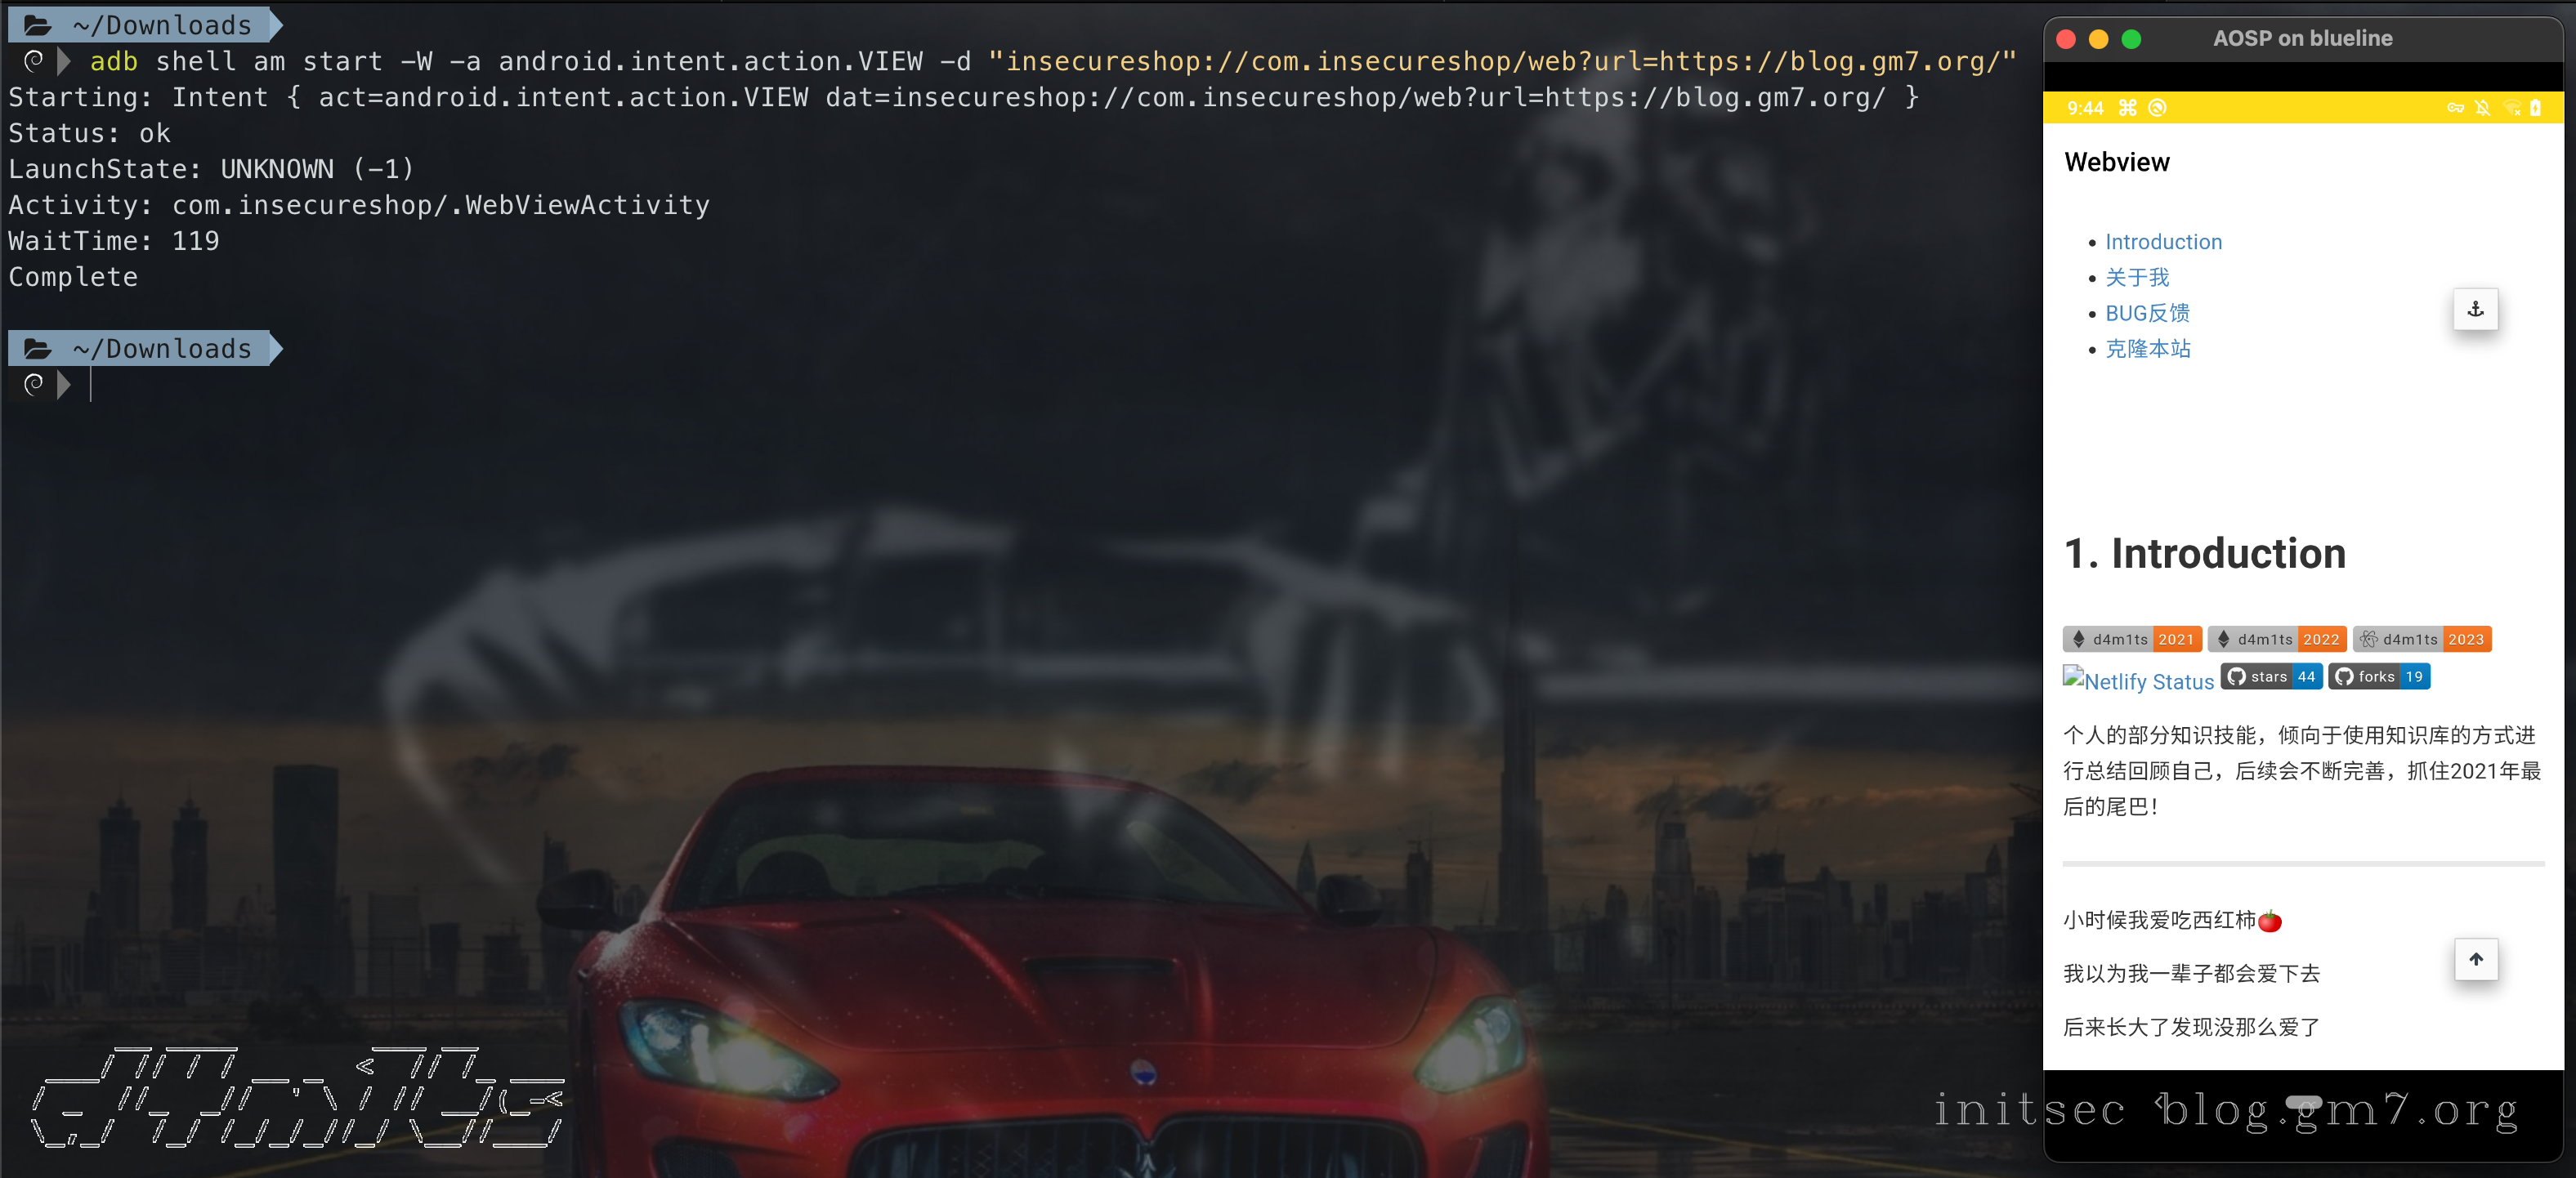 ~/Downloads
adb shell am start -W -a android.intent.action.VIEW -d "insecureshop://com.insecureshop/web?url=https://blog.gm7.org/"
Starting: Intent { act=android.intent.action.VIEW dat=insecureshop://com.insecureshop/web?url=https://blog.gm7.org/ }
Status: ok
LaunchState: UNKNOWN (-1)
Activity: com.insecureshop/.WebViewActivity
WaitTime: 119
Complete
~/Downloads
d4m1ts
AOSP on blueline
9:44
Webview
Introduction
关于我
BUG反馈
克隆本站
1. Introduction
d4m1ts 2021 d4m1ts 2022 d4m1ts 2023
Netlify Status stars 44 forks 19
个人的部分知识技能，倾向于使用知识库的方式进
行总结回顾自己，后续会不断完善，抓住2021年最
后的尾巴！
小时候我爱吃西红柿🍅
我以为我一辈子都会爱下去
后来长大了发现没那么爱了
initsec blog.gm7.org